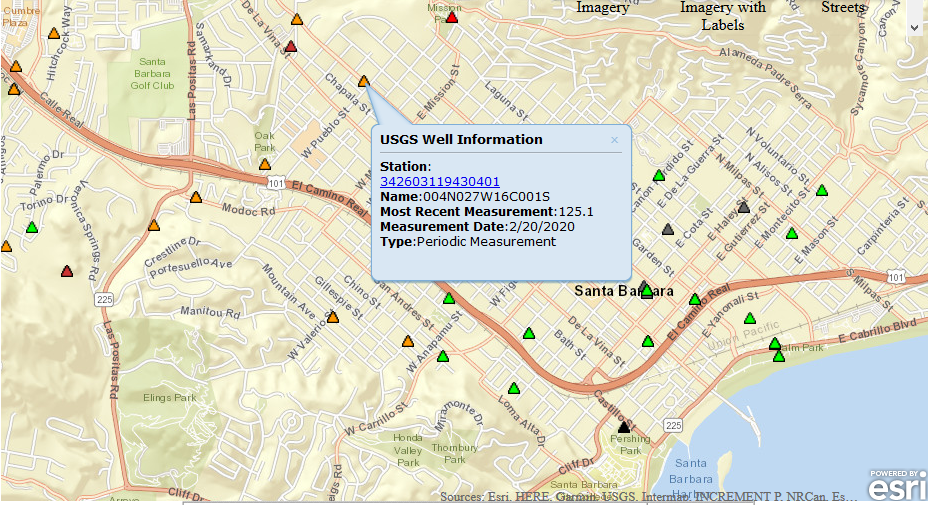 Imagery
Imagery with
Labels
Streets
Cumbre
Plaza
Hitchcock Way
Calle Real
Palermo Dr
Torino Dr
Veronica Springs Rd
225
Las Positas Rd
Santa
Barbara
Golf Club
Las Positas Rd
Samarkand Dr
De La Vina St
Mission
Chapala St
W Pueblo St
W Mission St
E Mission St
Laguna St
Alameda Padre Serra
Sycamore Canyon Rd
Oak
Park
101
El Camino Real
Modoc Rd
Crestline Dr
Portesuello Ave
Manitou Rd
Mountain Ave
Gillespie St
Chino St
San Andres St
W Valerio St
W Anapamu St
USGS Well Information
Station:
342603119430401
Name:004N027W16C001S
Most Recent Measurement:125.1
Measurement Date:2/20/2020
Type:Periodic Measurement
E De La Guerra St
N Voluntario St
N Milpas St
N Alisos St
E Cota St
E Haley St
E Gutierrez St
E Montecito St
E Mason St
Carpinteria St
Garden St
S Milpas St
101
Santa Barbara
El Camino Real
E Yanonali St
Union Pacific
E Cabrillo Blvd
Palm Park
De La Vina St
Bath St
Castillo St
225
Pershing
Park
Elings Park
W Carrillo St
Miramonte Dr
Loma Alta Dr
Honda
Valley
Park
Thornbury
Park
Cliff Dr
Cliff Dr
Santa
Barbara
Harbor
POWERED BY
esri
Sources: Esri, HERE, Garmin, USGS, Intermap, INCREMENT P, NRCan, Es...